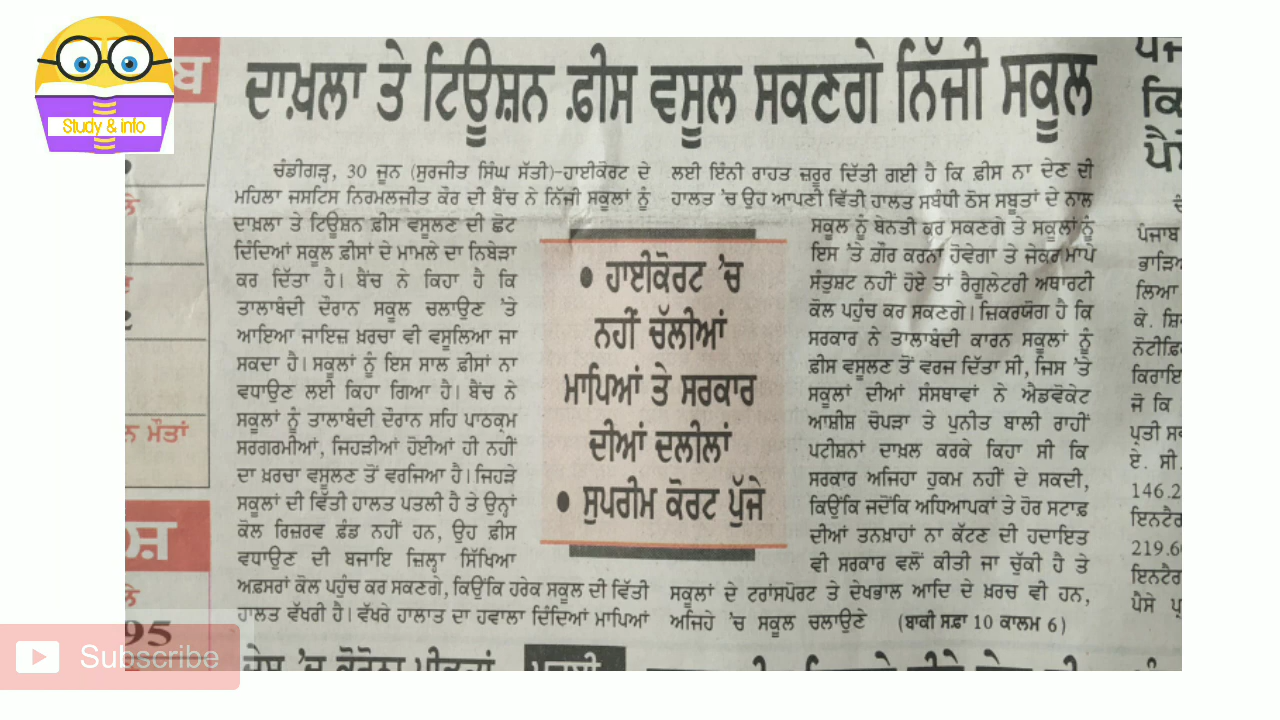 Study & info
ਦਾਖ਼ਲਾ ਤੇ ਟਿਊਸ਼ਨ ਫ਼ੀਸ ਵਸੂਲ ਸਕਣਗੇ ਨਿੱਜੀ ਸਕੂਲ
ਚੰਡੀਗੜ੍ਹ, 30 ਜੂਨ (ਸੁਰਜੀਤ ਸਿੰਘ ਸੱਤੀ)-ਹਾਈਕੋਰਟ ਦੇ
ਮਹਿਲਾ ਜਸਟਿਸ ਨਿਰਮਲਜੀਤ ਕੌਰ ਦੀ ਬੈਂਚ ਨੇ ਨਿੱਜੀ ਸਕੂਲਾਂ ਨੂੰ
ਦਾਖ਼ਲਾ ਤੇ ਟਿਊਸ਼ਨ ਫ਼ੀਸ ਵਸੂਲਣ ਦੀ ਛੋਟ
ਦਿੰਦਿਆਂ ਸਕੂਲ ਫ਼ੀਸਾਂ ਦੇ ਮਾਮਲੇ ਦਾ ਨਿਬੇੜਾ
ਕਰ ਦਿੱਤਾ ਹੈ। ਬੈਂਚ ਨੇ ਕਿਹਾ ਹੈ ਕਿ
ਤਾਲਾਬੰਦੀ ਦੌਰਾਨ ਸਕੂਲ ਚਲਾਉਣ 'ਤੇ
ਆਇਆ ਜਾਇਜ਼ ਖ਼ਰਚਾ ਵੀ ਵਸੂਲਿਆ ਜਾ
ਸਕਦਾ ਹੈ। ਸਕੂਲਾਂ ਨੂੰ ਇਸ ਸਾਲ ਫ਼ੀਸਾਂ ਨਾ
ਵਧਾਉਣ ਲਈ ਕਿਹਾ ਗਿਆ ਹੈ। ਬੈਂਚ ਨੇ
ਸਕੂਲਾਂ ਨੂੰ ਤਾਲਾਬੰਦੀ ਦੌਰਾਨ ਸਹਿ ਪਾਠਕ੍ਰਮ
ਸਰਗਰਮੀਆਂ, ਜਿਹੜੀਆਂ ਹੋਈਆਂ ਹੀ ਨਹੀਂ
ਦਾ ਖ਼ਰਚਾ ਵਸੂਲਣ ਤੋਂ ਵਰਜਿਆ ਹੈ। ਜਿਹੜੇ
ਸਕੂਲਾਂ ਦੀ ਵਿੱਤੀ ਹਾਲਤ ਪਤਲੀ ਹੈ ਤੇ ਉਨ੍ਹਾਂ
ਕੋਲ ਰਿਜ਼ਰਵ ਫ਼ੰਡ ਨਹੀਂ ਹਨ, ਉਹ ਫ਼ੀਸ
ਵਧਾਉਣ ਦੀ ਬਜਾਇ ਜ਼ਿਲ੍ਹਾ ਸਿੱਖਿਆ
ਅਫ਼ਸਰਾਂ ਕੋਲ ਪਹੁੰਚ ਕਰ ਸਕਣਗੇ, ਕਿਉਂਕਿ ਹਰੇਕ ਸਕੂਲ ਦੀ ਵਿੱਤੀ
ਹਾਲਤ ਵੱਖਰੀ ਹੈ। ਵੱਖਰੇ ਹਾਲਾਤ ਦਾ ਹਵਾਲਾ ਦਿੰਦਿਆਂ ਮਾਪਿਆਂ
• ਹਾਈਕੋਰਟ 'ਚ
ਨਹੀਂ ਚੱਲੀਆਂ
ਮਾਪਿਆਂ ਤੇ ਸਰਕਾਰ
ਦੀਆਂ ਦਲੀਲਾਂ
• ਸੁਪਰੀਮ ਕੋਰਟ ਪੁੱਜੇ
ਲਈ ਇੰਨੀ ਰਾਹਤ ਜ਼ਰੂਰ ਦਿੱਤੀ ਗਈ ਹੈ ਕਿ ਫ਼ੀਸ ਨਾ ਦੇਣ ਦੀ
ਹਾਲਤ 'ਚ ਉਹ ਆਪਣੀ ਵਿੱਤੀ ਹਾਲਤ ਸਬੰਧੀ ਠੋਸ ਸਬੂਤਾਂ ਦੇ ਨਾਲ
ਸਕੂਲ ਨੂੰ ਬੇਨਤੀ ਕਰ ਸਕਣਗੇ ਤੇ ਸਕੂਲਾਂ ਨੂੰ
ਇਸ 'ਤੇ ਗ਼ੌਰ ਕਰਨਾ ਹੋਵੇਗਾ ਤੇ ਜੇਕਰ ਮਾਪੇ
ਸੰਤੁਸ਼ਟ ਨਹੀਂ ਹੋਏ ਤਾਂ ਰੈਗੂਲੇਟਰੀ ਅਥਾਰਟੀ
ਕੋਲ ਪਹੁੰਚ ਕਰ ਸਕਣਗੇ। ਜ਼ਿਕਰਯੋਗ ਹੈ ਕਿ
ਸਰਕਾਰ ਨੇ ਤਾਲਾਬੰਦੀ ਕਾਰਨ ਸਕੂਲਾਂ ਨੂੰ
ਫ਼ੀਸ ਵਸੂਲਣ ਤੋਂ ਵਰਜ ਦਿੱਤਾ ਸੀ, ਜਿਸ 'ਤੇ
ਸਕੂਲਾਂ ਦੀਆਂ ਸੰਸਥਾਵਾਂ ਨੇ ਐਡਵੋਕੇਟ
ਆਸ਼ੀਸ਼ ਚੋਪੜਾ ਤੇ ਪੁਨੀਤ ਬਾਲੀ ਰਾਹੀਂ
ਪਟੀਸ਼ਨਾਂ ਦਾਖ਼ਲ ਕਰਕੇ ਕਿਹਾ ਸੀ ਕਿ
ਸਰਕਾਰ ਅਜਿਹਾ ਹੁਕਮ ਨਹੀਂ ਦੇ ਸਕਦੀ,
ਕਿਉਂਕਿ ਜਦੋਂਕਿ ਅਧਿਆਪਕਾਂ ਤੇ ਹੋਰ ਸਟਾਫ਼
ਦੀਆਂ ਤਨਖ਼ਾਹਾਂ ਨਾ ਕੱਟਣ ਦੀ ਹਦਾਇਤ
ਵੀ ਸਰਕਾਰ ਵਲੋਂ ਕੀਤੀ ਜਾ ਚੁੱਕੀ ਹੈ ਤੇ
ਸਕੂਲਾਂ ਦੇ ਟਰਾਂਸਪੋਰਟ ਤੇ ਦੇਖਭਾਲ ਆਦਿ ਦੇ ਖ਼ਰਚ ਵੀ ਹਨ,
ਅਜਿਹੇ 'ਚ ਸਕੂਲ ਚਲਾਉਣੇ (ਬਾਕੀ ਸਫ਼ਾ 10 ਕਾਲਮ 6)
ਪੰਜਾਬ
ਲਿਆ
ਕੇ.
ਜੋ ਕਿ
ਪ੍ਰਤੀ
ਏ. ਸੀ.
ਪੈਸੇ
ਮੌਤਾਂ
95
Subscribe